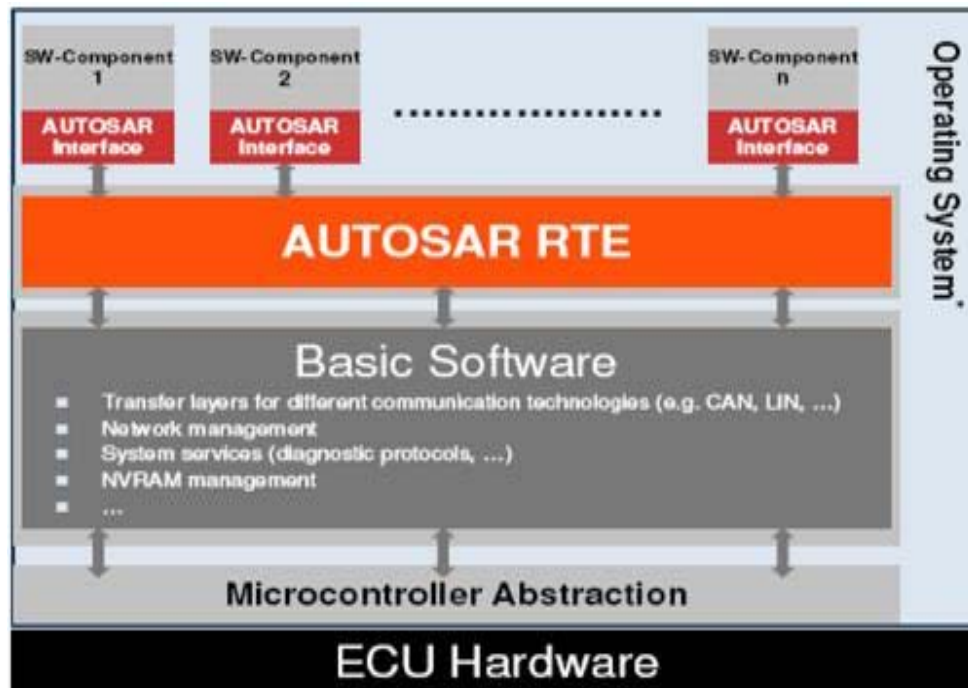 SW-Component
1
AUTOSAR
Interface
SW-Component
2
AUTOSAR
Interface
SW-Component
n
AUTOSAR
Interface
Operating System*
AUTOSAR RTE
Basic Software
Transfer layers for different communication technologies (e.g. CAN, LIN, ...)
Network management
System services (diagnostic protocols, ...)
NVRAM management
...
Microcontroller Abstraction
ECU Hardware